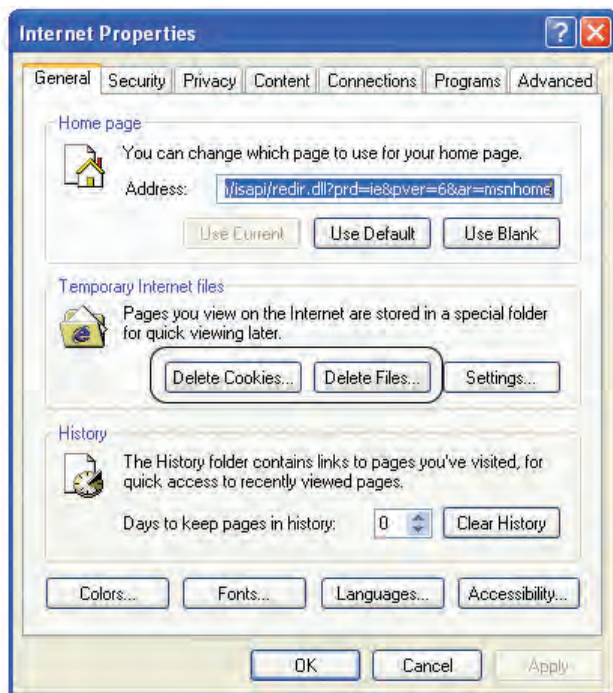 Internet Properties
General Security Privacy Content Connections Programs Advanced
Home page
You can change which page to use for your home page.
Address: /isapi/redir.dll?prd=ie&pver=6&ar=msnhome
Use Current Use Default Use Blank
Temporary Internet files
Pages you view on the Internet are stored in a special folder
for quick viewing later.
Delete Cookies... Delete Files... Settings...
History
The History folder contains links to pages you've visited, for
quick access to recently viewed pages.
Days to keep pages in history: 0 Clear History
Colors... Fonts... Languages... Accessibility...
OK Cancel Apply